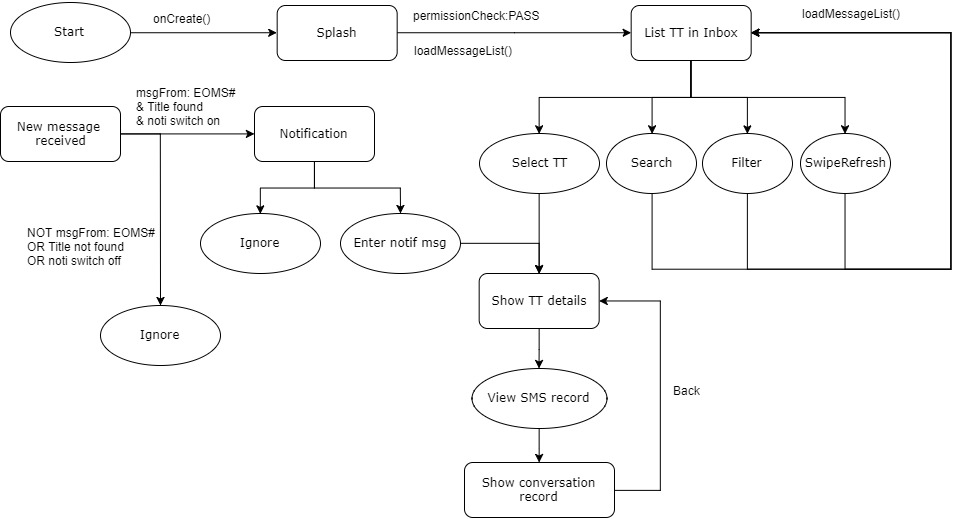 Start
onCreate()
Splash
permissionCheck:PASS
loadMessageList()
List TT in Inbox
loadMessageList()
New message
received
msgFrom: EOMS#
& Title found
& noti switch on
Notification
Select TT
Search
Filter
SwipeRefresh
NOT msgFrom: EOMS#
OR Title not found
OR noti switch off
Ignore
Enter notif msg
Ignore
Show TT details
View SMS record
Back
Show conversation
record